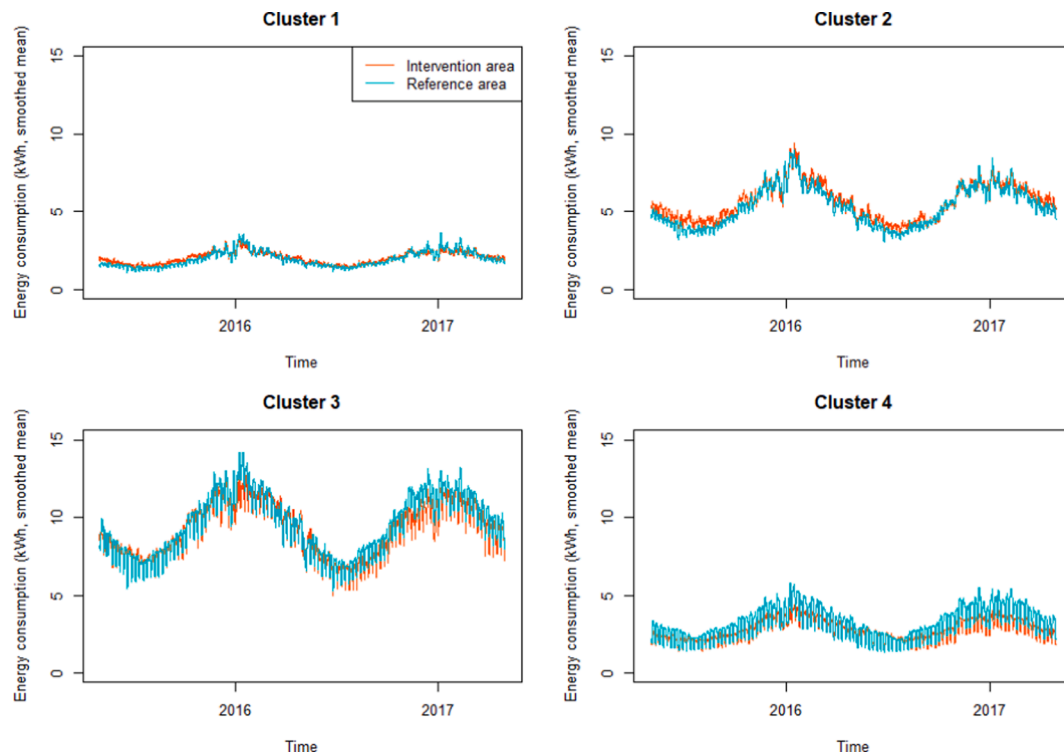 Cluster 1
Energy consumption (kWh, smoothed mean)
15
10
5
0
Intervention area
Reference area
2016
2017
Time
Cluster 2
Energy consumption (kWh, smoothed mean)
15
10
5
0
2016
2017
Time
Cluster 3
Energy consumption (kWh, smoothed mean)
15
10
5
0
2016
2017
Time
Cluster 4
Energy consumption (kWh, smoothed mean)
15
10
5
0
2016
2017
Time